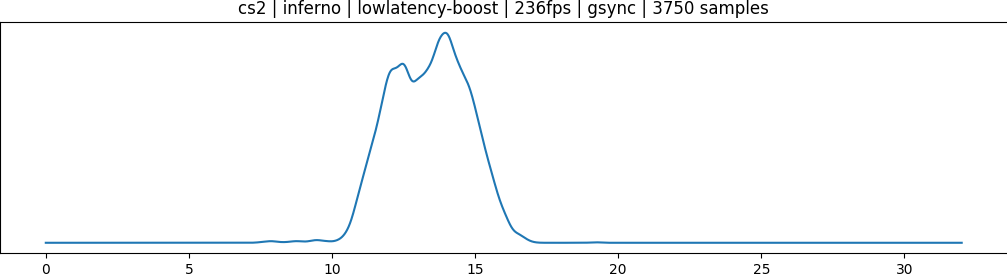 cs2 | inferno | lowlatency-boost | 236fps | gsync | 3750 samples
0 5 10 15 20 25 30